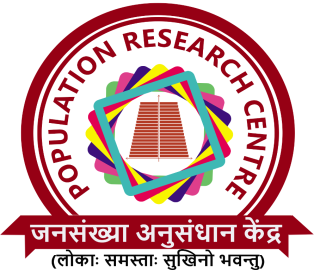 POPULATION RESEARCH CENTRE
जनसंख्या अनुसंधान केंद्र
(लोकाः समस्ताः सुखिनो भवन्तु)